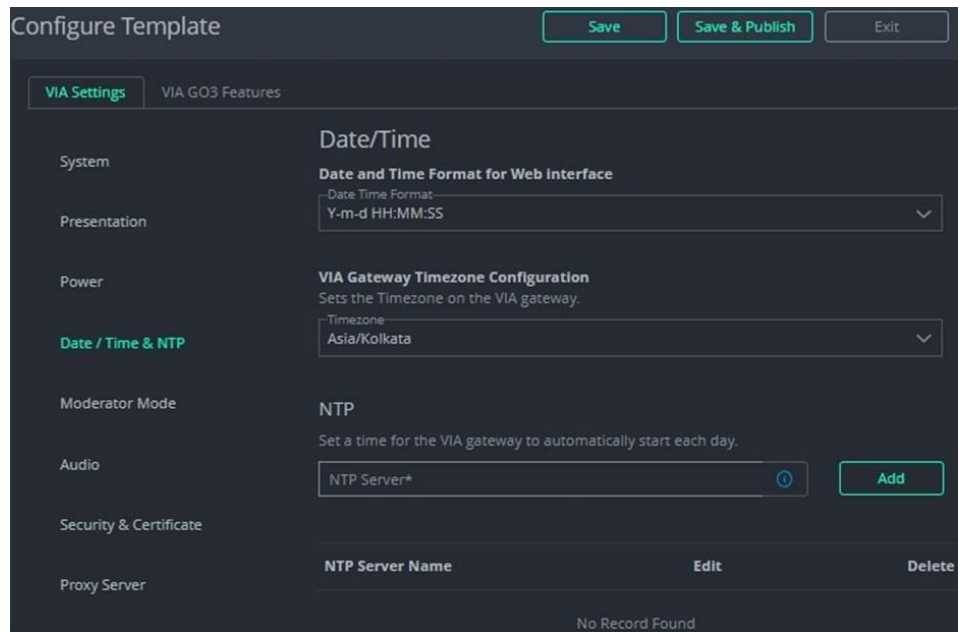 Configure Template
Save
Save & Publish
Exit
VIA Settings
VIA GO3 Features
System
Presentation
Power
Date / Time & NTP
Moderator Mode
Audio
Security & Certificate
Proxy Server
Date/Time
Date and Time Format for Web interface
Date Time Format
Y-m-d HH:MM:SS
VIA Gateway Timezone Configuration
Sets the Timezone on the VIA gateway.
Timezone
Asia/Kolkata
NTP
Set a time for the VIA gateway to automatically start each day.
NTP Server*
Add
NTP Server Name
Edit
Delete
No Record Found